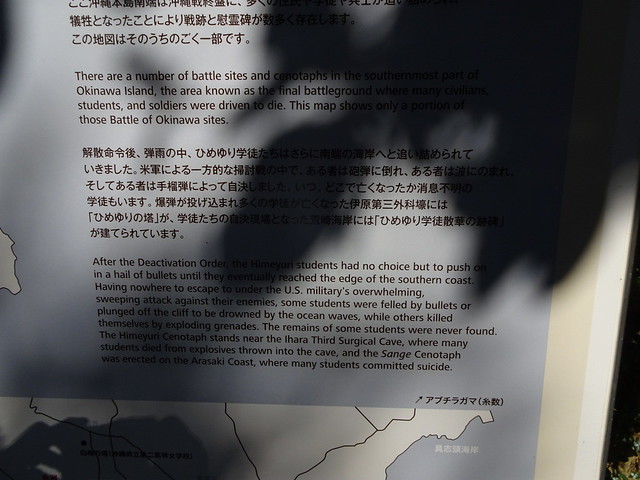 ここ沖縄本島南端は沖縄戦終盤に、多くの住民や学徒や兵士が追い詰められ
犠牲となったことにより戦跡と慰霊碑が数多く存在します。
この地図はそのうちのごく一部です。
There are a number of battle sites and cenotaphs in the southernmost part of
Okinawa Island, the area known as the final battleground where many civilians,
students, and soldiers were driven to die. This map shows only a portion of
those Battle of Okinawa sites.
解散命令後、弾雨の中、ひめゆり学徒たちはさらに南端の海岸へと追い詰められて
いきました。米軍による一方的な掃討戦の中で、ある者は砲弾に倒れ、ある者は波にのまれ、
そしてある者は手榴弾によって自決しました。いつ、どこで亡くなったか消息不明の
学徒もいます。爆弾が投げ込まれ多くの学徒が亡くなった伊原第三外科壕には
「ひめゆりの塔」が、学徒たちの自決現場となった荒崎海岸には「ひめゆり学徒散華の跡碑」
が建てられています。
After the Deactivation Order, the Himeyuri students had no choice but to push on
in a hail of bullets until they eventually reached the edge of the southern coast.
Having nowhere to escape to under the U.S. military's overwhelming,
sweeping attack against their enemies, some students were felled by bullets or
plunged off the cliff to be drowned by the ocean waves, while others killed
themselves by exploding grenades. The remains of some students were never found.
The Himeyuri Cenotaph stands near the Ihara Third Surgical Cave, where many
students died from explosives thrown into the cave, and the Sange Cenotaph
was erected on the Arasaki Coast, where many students committed suicide.
↗ アブチラガマ(糸数)
具志頭海岸